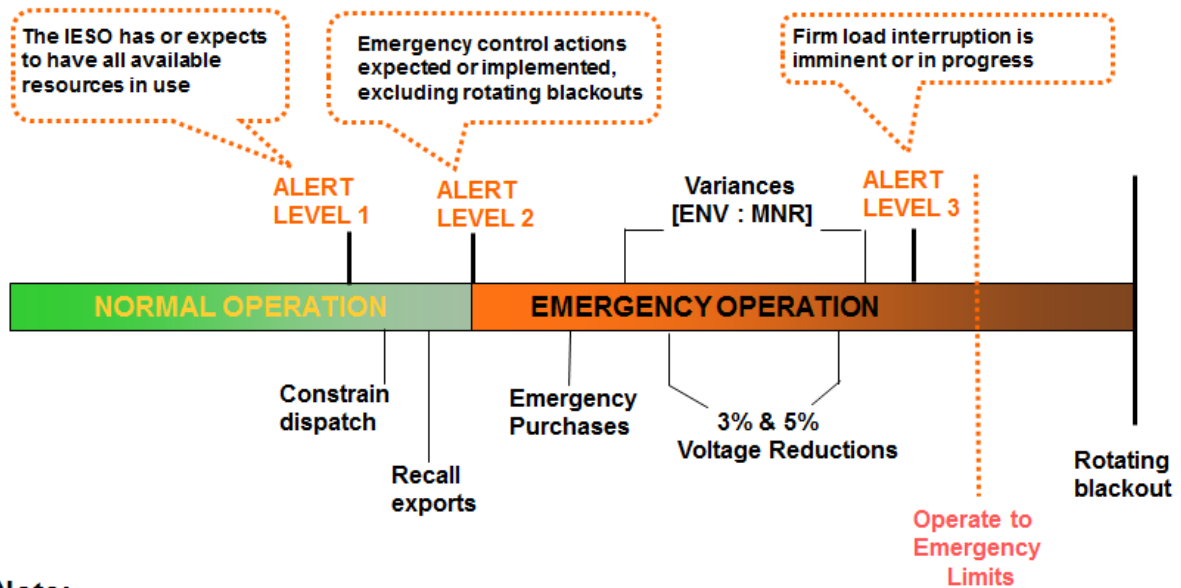 The IESO has or expects
to have all available
resources in use
Emergency control actions
expected or implemented,
excluding rotating blackouts
Firm load interruption is
imminent or in progress
ALERT
LEVEL 1
ALERT
LEVEL 2
Variances
[ENV : MNR]
ALERT
LEVEL 3
NORMAL OPERATION
EMERGENCY OPERATION
Constrain
dispatch
Recall
exports
Emergency
Purchases
3% & 5%
Voltage Reductions
Operate to
Emergency
Limits
Rotating
blackout